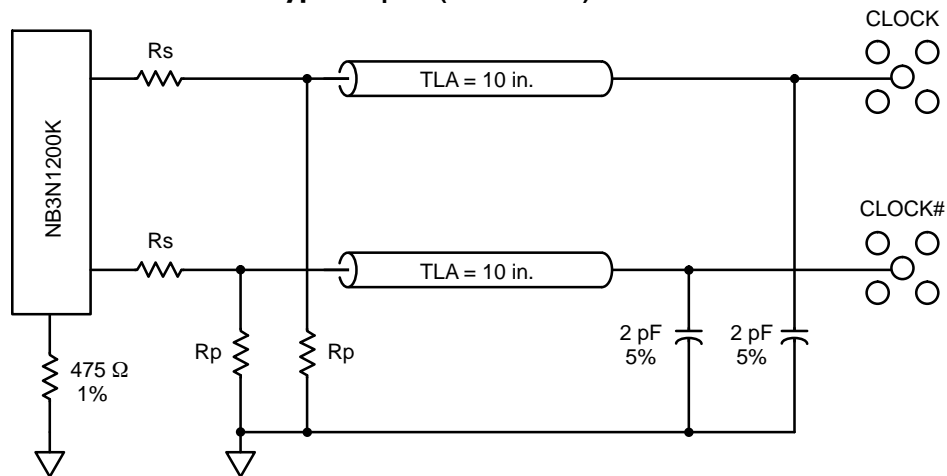 CLOCK
Rs
TLA = 10 in.
NB3N1200K
CLOCK#
Rs
TLA = 10 in.
475 Ω
1%
Rp
Rp
2 pF
5%
2 pF
5%